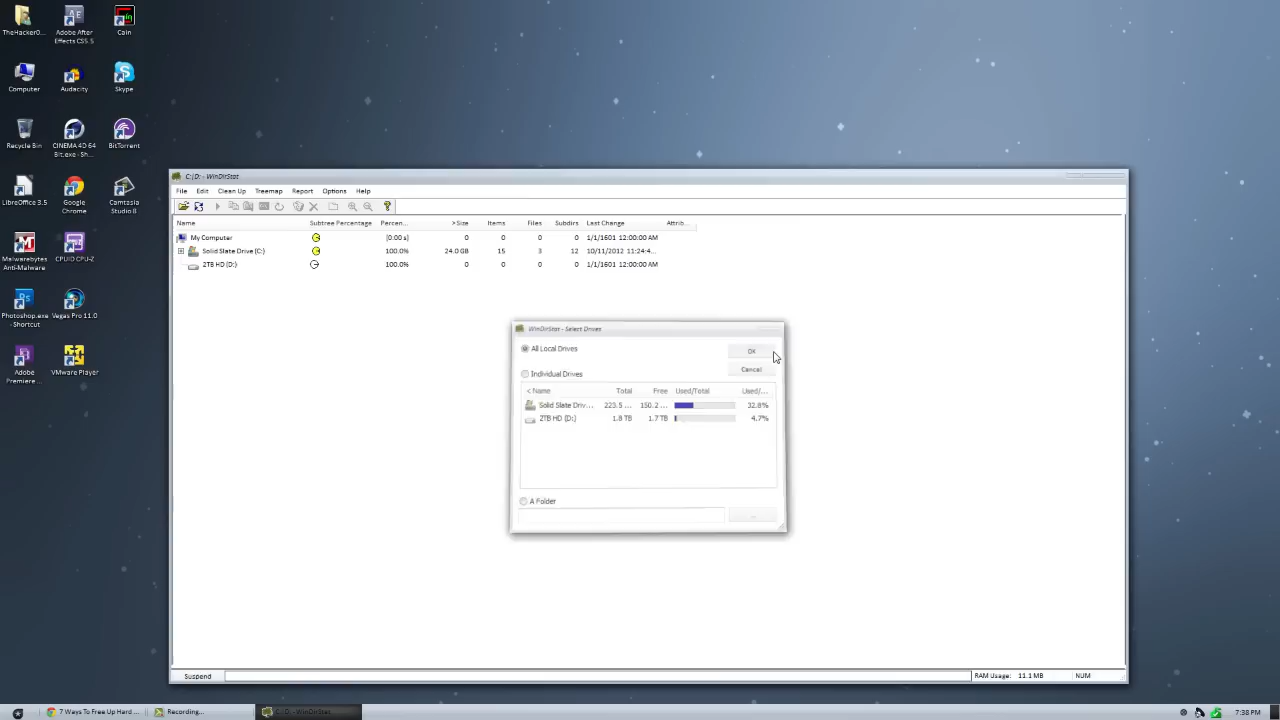 TheHacker0...
Adobe After
Effects CS5.5
Cain
Computer
Audacity
Skype
Recycle Bin
CINEMA 4D 64
Bit.exe - Sh...
BitTorrent
LibreOffice 3.5
Google
Chrome
Camtasia
Studio 8
Malwarebytes
Anti-Malware
CPUID CPU-Z
Photoshop.exe
- Shortcut
Vegas Pro 11.0
Adobe
Premiere ...
VMware Player
C:|D: - WinDirStat
File Edit Clean Up Treemap Report Options Help
Name Subtree Percentage Percen... > Size Items Files Subdirs Last Change Attrib...
My Computer [0:00 s] 0 0 0 0 1/1/1601 12:00:00 AM
Solid Slate Drive (C:) 100.0% 24.0 GB 15 3 12 10/11/2012 11:24:4...
2TB HD (D:) 100.0% 0 0 0 0 1/1/1601 12:00:00 AM
WinDirStat - Select Drives
All Local Drives
OK
Cancel
Individual Drives
< Name Total Free Used/Total Used/...
Solid Slate Driv... 223.5 ... 150.2 ... 32.8%
2TB HD (D:) 1.8 TB 1.7 TB 4.7%
A Folder
...
Suspend
RAM Usage: 11.1 MB NUM
7 Ways To Free Up Hard ...
Recording...
C:|D: - WinDirStat
7:38 PM